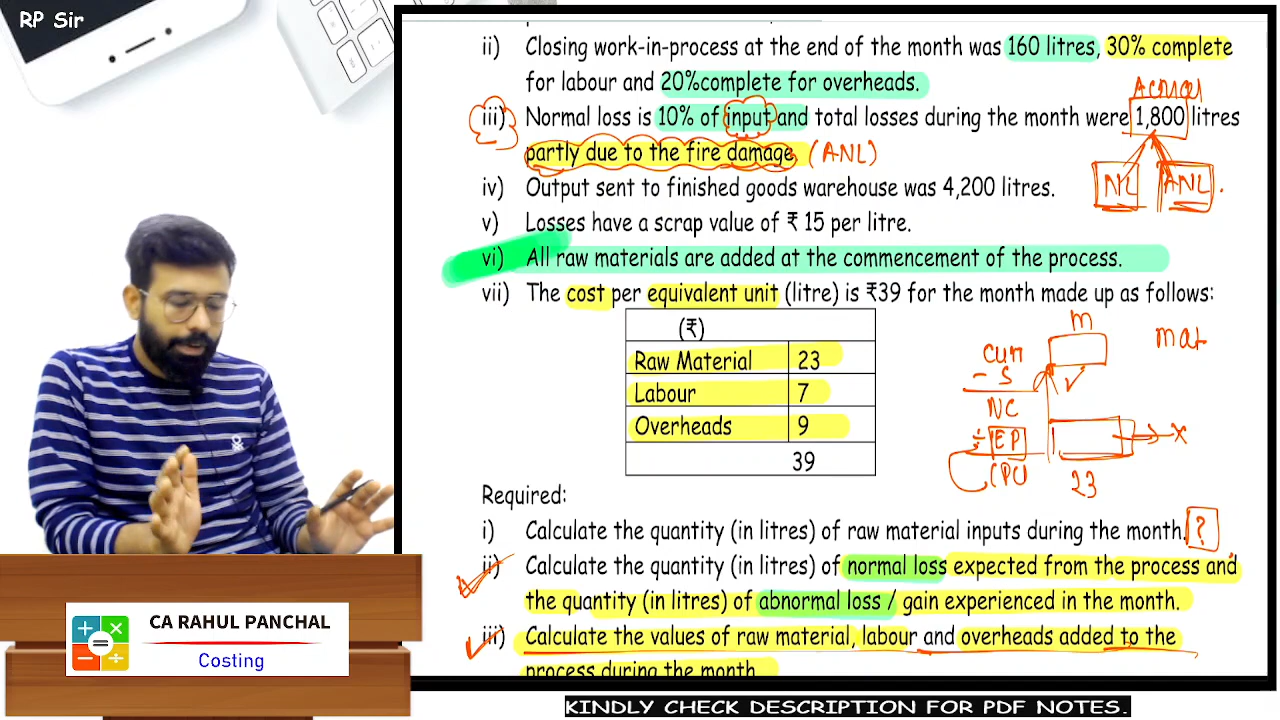 RP Sir
ii) Closing work-in-process at the end of the month was 160 litres, 30% complete
for labour and 20%complete for overheads.
Actual
iii) Normal loss is 10% of input and total losses during the month were 1,800 litres
partly due to the fire damage. (ANL)
NL ANL
iv) Output sent to finished goods warehouse was 4,200 litres.
v) Losses have a scrap value of ₹ 15 per litre.
vi) All raw materials are added at the commencement of the process.
vii) The cost per equivalent unit (litre) is ₹39 for the month made up as follows:
(₹)
Raw Material 23
Labour 7
Overheads 9
39
m
mat
Curr
- S
NC
÷ EP x
CPU 23
Required:
i) Calculate the quantity (in litres) of raw material inputs during the month. ?
ii) Calculate the quantity (in litres) of normal loss expected from the process and
the quantity (in litres) of abnormal loss / gain experienced in the month.
iii) Calculate the values of raw material, labour and overheads added to the
process during the month.
CA RAHUL PANCHAL
Costing
KINDLY CHECK DESCRIPTION FOR PDF NOTES.